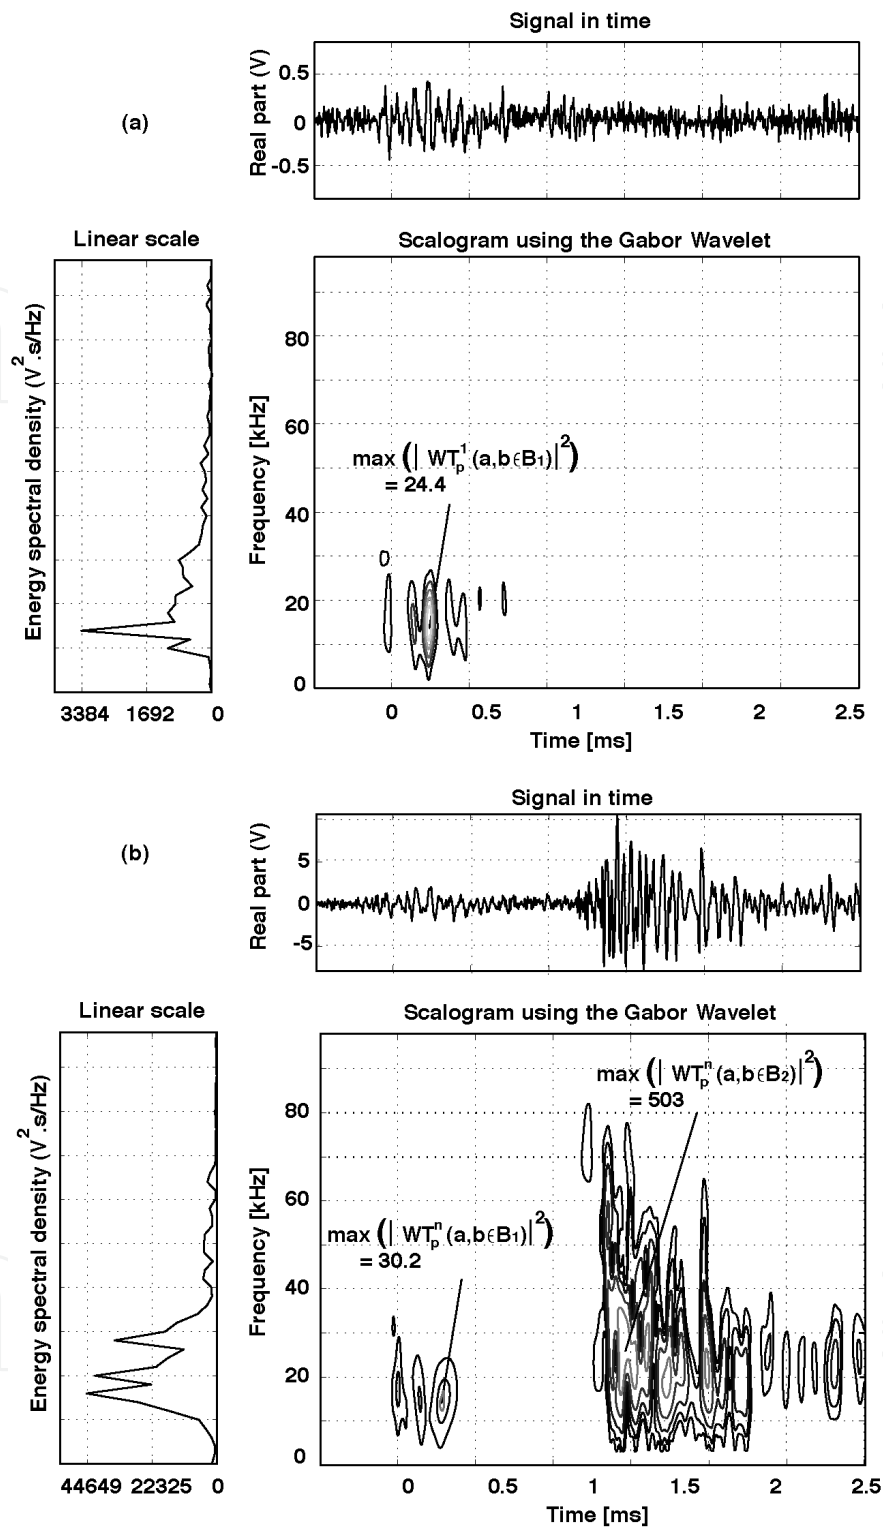 Signal in time
Real part (V)
0.5
0
-0.5
(a)
Linear scale
Energy spectral density (V².s/Hz)
3384 1692 0
Scalogram using the Gabor Wavelet
Frequency [kHz]
80
60
40
20
0
max (| WTₚ¹ (a,b∈B₁)|²)
= 24.4
0 0.5 1 1.5 2 2.5
Time [ms]
Signal in time
Real part (V)
5
0
-5
(b)
Linear scale
Energy spectral density (V².s/Hz)
44649 22325 0
Scalogram using the Gabor Wavelet
Frequency [kHz]
80
60
40
20
0
max (| WTₚⁿ (a,b∈B₂)|²)
= 503
max (| WTₚⁿ (a,b∈B₁)|²)
= 30.2
0 0.5 1 1.5 2 2.5
Time [ms]